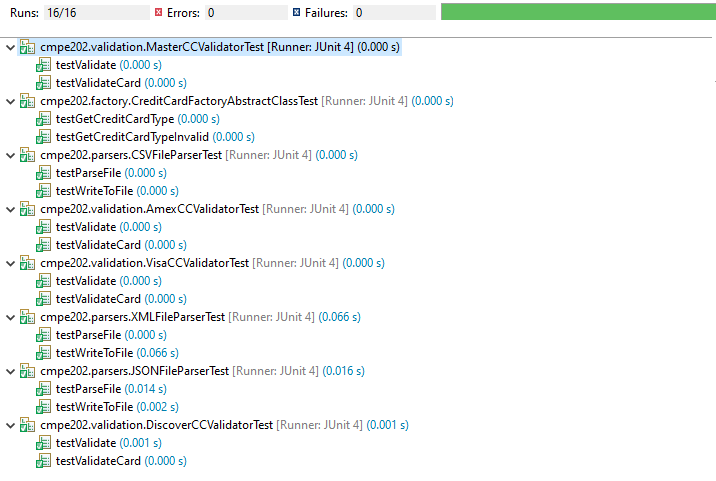 Runs: 16/16 Errors: 0 Failures: 0
cmpe202.validation.MasterCCValidatorTest [Runner: JUnit 4] (0.000 s)
testValidate (0.000 s)
testValidateCard (0.000 s)
cmpe202.factory.CreditCardFactoryAbstractClassTest [Runner: JUnit 4] (0.000 s)
testGetCreditCardType (0.000 s)
testGetCreditCardTypeInvalid (0.000 s)
cmpe202.parsers.CSVFileParserTest [Runner: JUnit 4] (0.000 s)
testParseFile (0.000 s)
testWriteToFile (0.000 s)
cmpe202.validation.AmexCCValidatorTest [Runner: JUnit 4] (0.000 s)
testValidate (0.000 s)
testValidateCard (0.000 s)
cmpe202.validation.VisaCCValidatorTest [Runner: JUnit 4] (0.000 s)
testValidate (0.000 s)
testValidateCard (0.000 s)
cmpe202.parsers.XMLFileParserTest [Runner: JUnit 4] (0.066 s)
testParseFile (0.000 s)
testWriteToFile (0.066 s)
cmpe202.parsers.JSONFileParserTest [Runner: JUnit 4] (0.016 s)
testParseFile (0.014 s)
testWriteToFile (0.002 s)
cmpe202.validation.DiscoverCCValidatorTest [Runner: JUnit 4] (0.001 s)
testValidate (0.001 s)
testValidateCard (0.000 s)